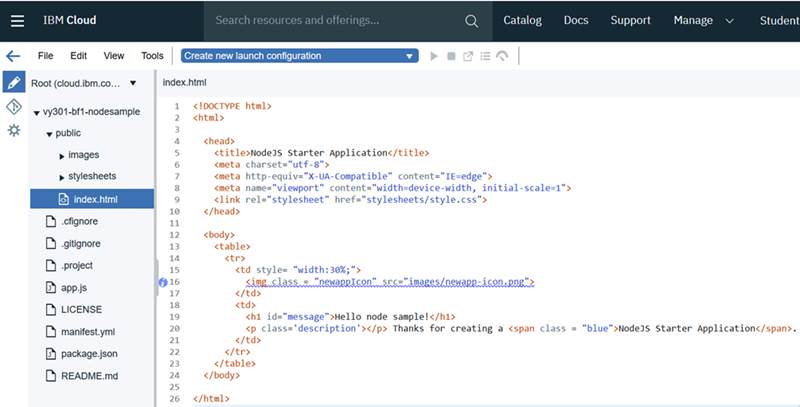 IBM Cloud Search resources and offerings... Catalog Docs Support Manage Student
File Edit View Tools Create new launch configuration
Root (cloud.ibm.co... index.html
vy301-bf1-nodesample
public
images
stylesheets
index.html
.cfignore
.gitignore
.project
app.js
LICENSE
manifest.yml
package.json
README.md
1 <!DOCTYPE html>
2 <html>
3
4 <head>
5 <title>NodeJS Starter Application</title>
6 <meta charset="utf-8">
7 <meta http-equiv="X-UA-Compatible" content="IE=edge">
8 <meta name="viewport" content="width=device-width, initial-scale=1">
9 <link rel="stylesheet" href="stylesheets/style.css">
10 </head>
11
12 <body>
13 <table>
14 <tr>
15 <td style= "width:30%;">
16 <img class = "newappIcon" src="images/newapp-icon.png">
17 </td>
18 <td>
19 <h1 id="message">Hello node sample!</h1>
20 <p class='description'></p> Thanks for creating a <span class = "blue">NodeJS Starter Application</span>.
21 </td>
22 </tr>
23 </table>
24 </body>
25
26 </html>